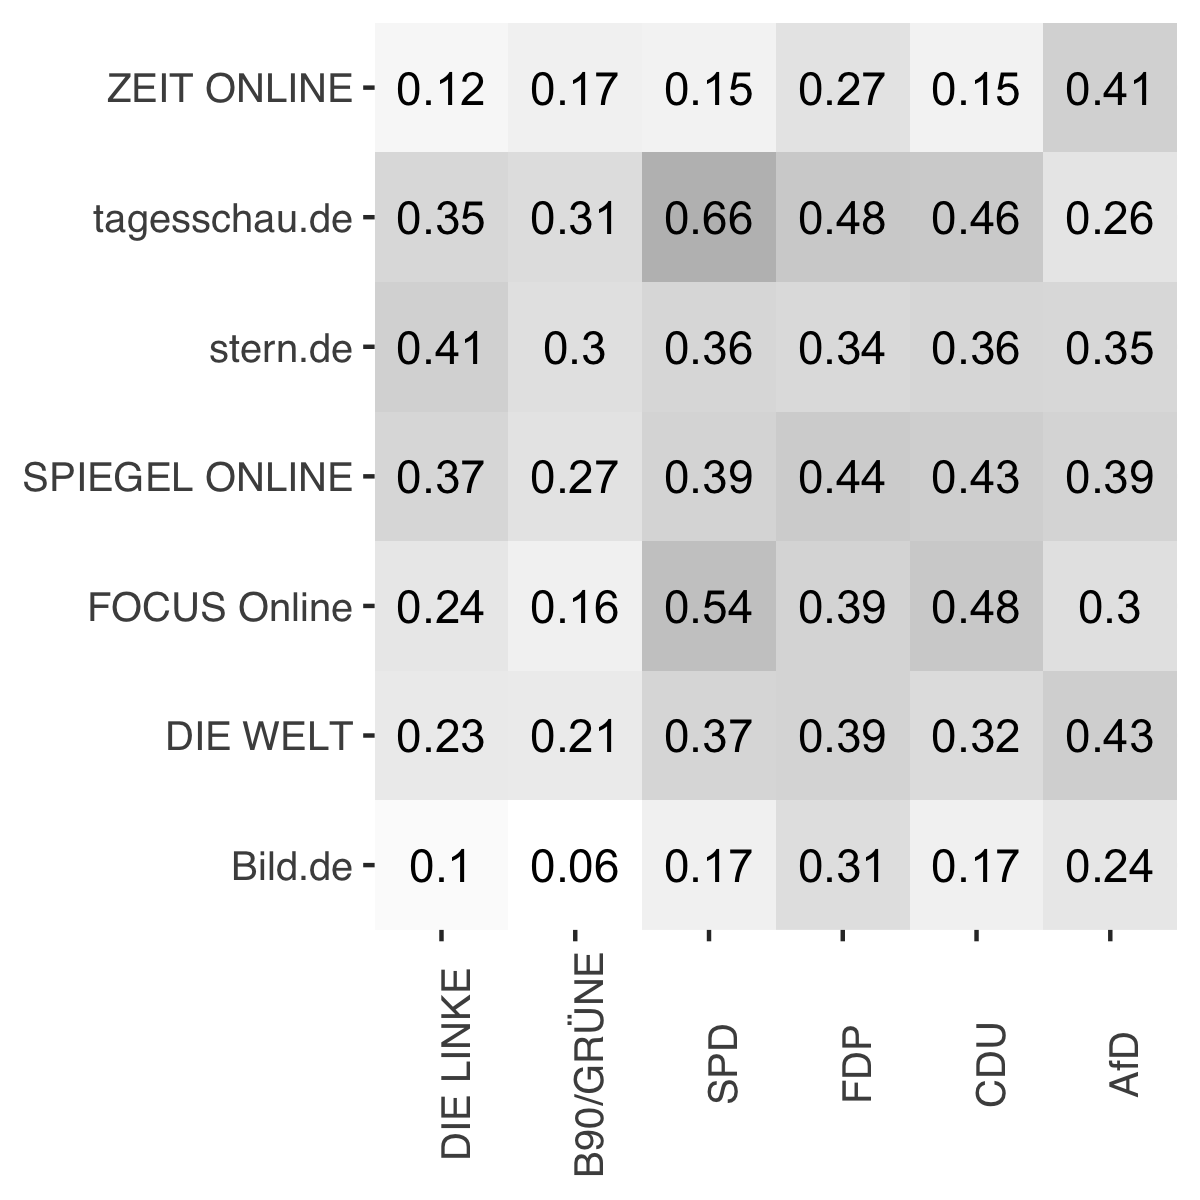 ZEIT ONLINE 0.12 0.17 0.15 0.27 0.15 0.41
tagesschau.de 0.35 0.31 0.66 0.48 0.46 0.26
stern.de 0.41 0.3 0.36 0.34 0.36 0.35
SPIEGEL ONLINE 0.37 0.27 0.39 0.44 0.43 0.39
FOCUS Online 0.24 0.16 0.54 0.39 0.48 0.3
DIE WELT 0.23 0.21 0.37 0.39 0.32 0.43
Bild.de 0.1 0.06 0.17 0.31 0.17 0.24
DIE LINKE
B90/GRÜNE
SPD
FDP
CDU
AfD